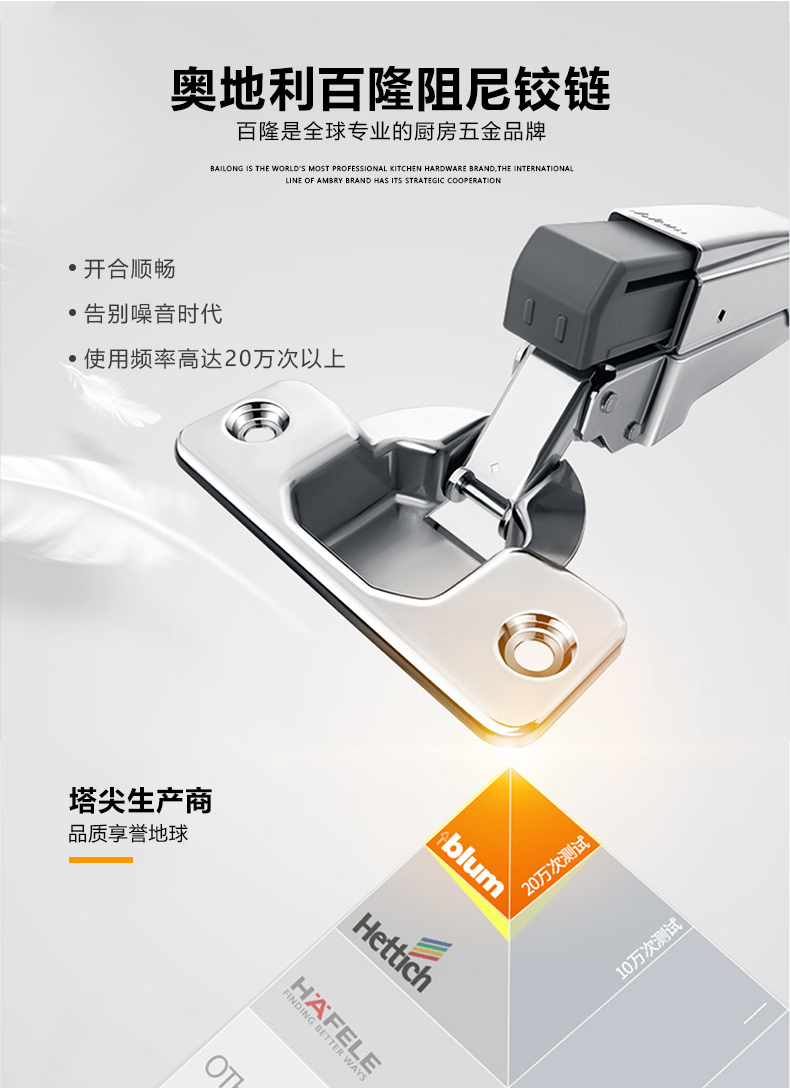 奥地利百隆阻尼铰链
百隆是全球专业的厨房五金品牌
BAILONG IS THE WORLD'S MOST PROFESSIONAL KITCHEN HARDWARE BRAND,THE INTERNATIONAL
LINE OF AMBRY BRAND HAS ITS STRATEGIC COOPERATION
• 开合顺畅
• 告别噪音时代
• 使用频率高达20万次以上
塔尖生产商
品质享誉地球
blum
20万次测试
Hettich
10万次测试
HÄFELE
FINDING BETTER WAYS